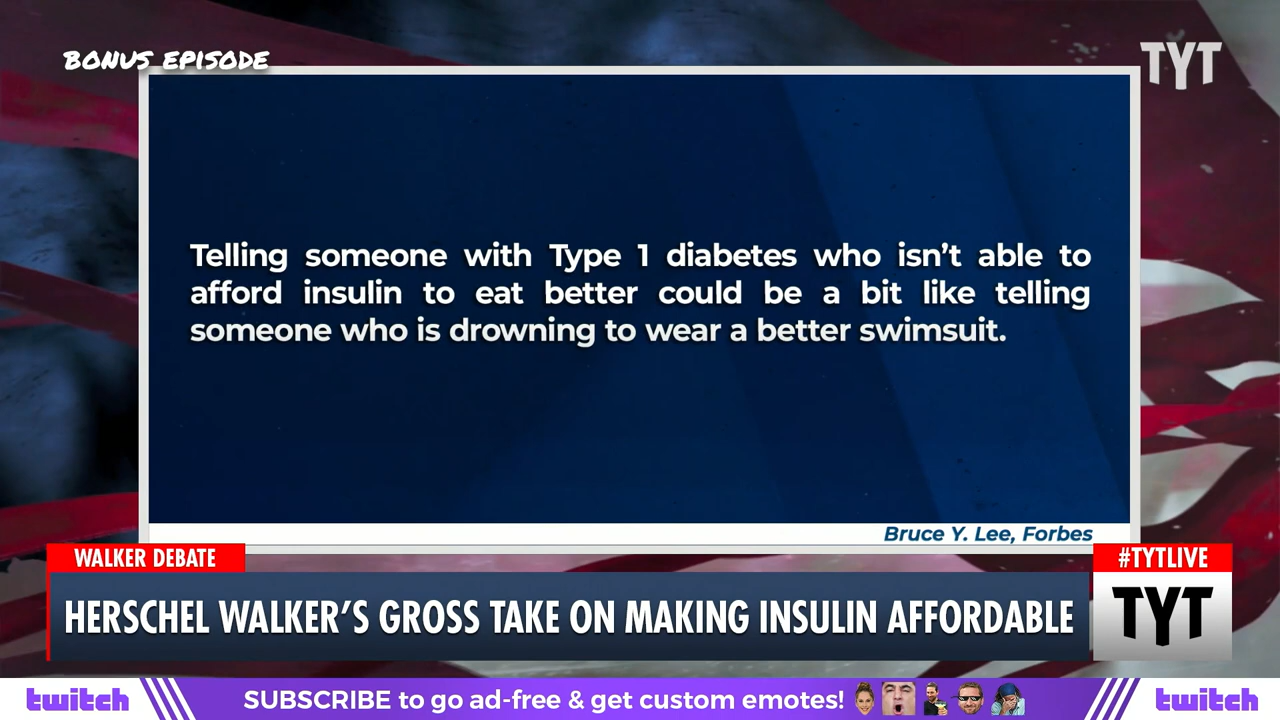 BONUS EPISODE
TYT
Telling someone with Type 1 diabetes who isn’t able to
afford insulin to eat better could be a bit like telling
someone who is drowning to wear a better swimsuit.
Bruce Y. Lee, Forbes
WALKER DEBATE
#TYTLIVE
HERSCHEL WALKER’S GROSS TAKE ON MAKING INSULIN AFFORDABLE
TYT
twitch
SUBSCRIBE to go ad-free & get custom emotes!
twitch